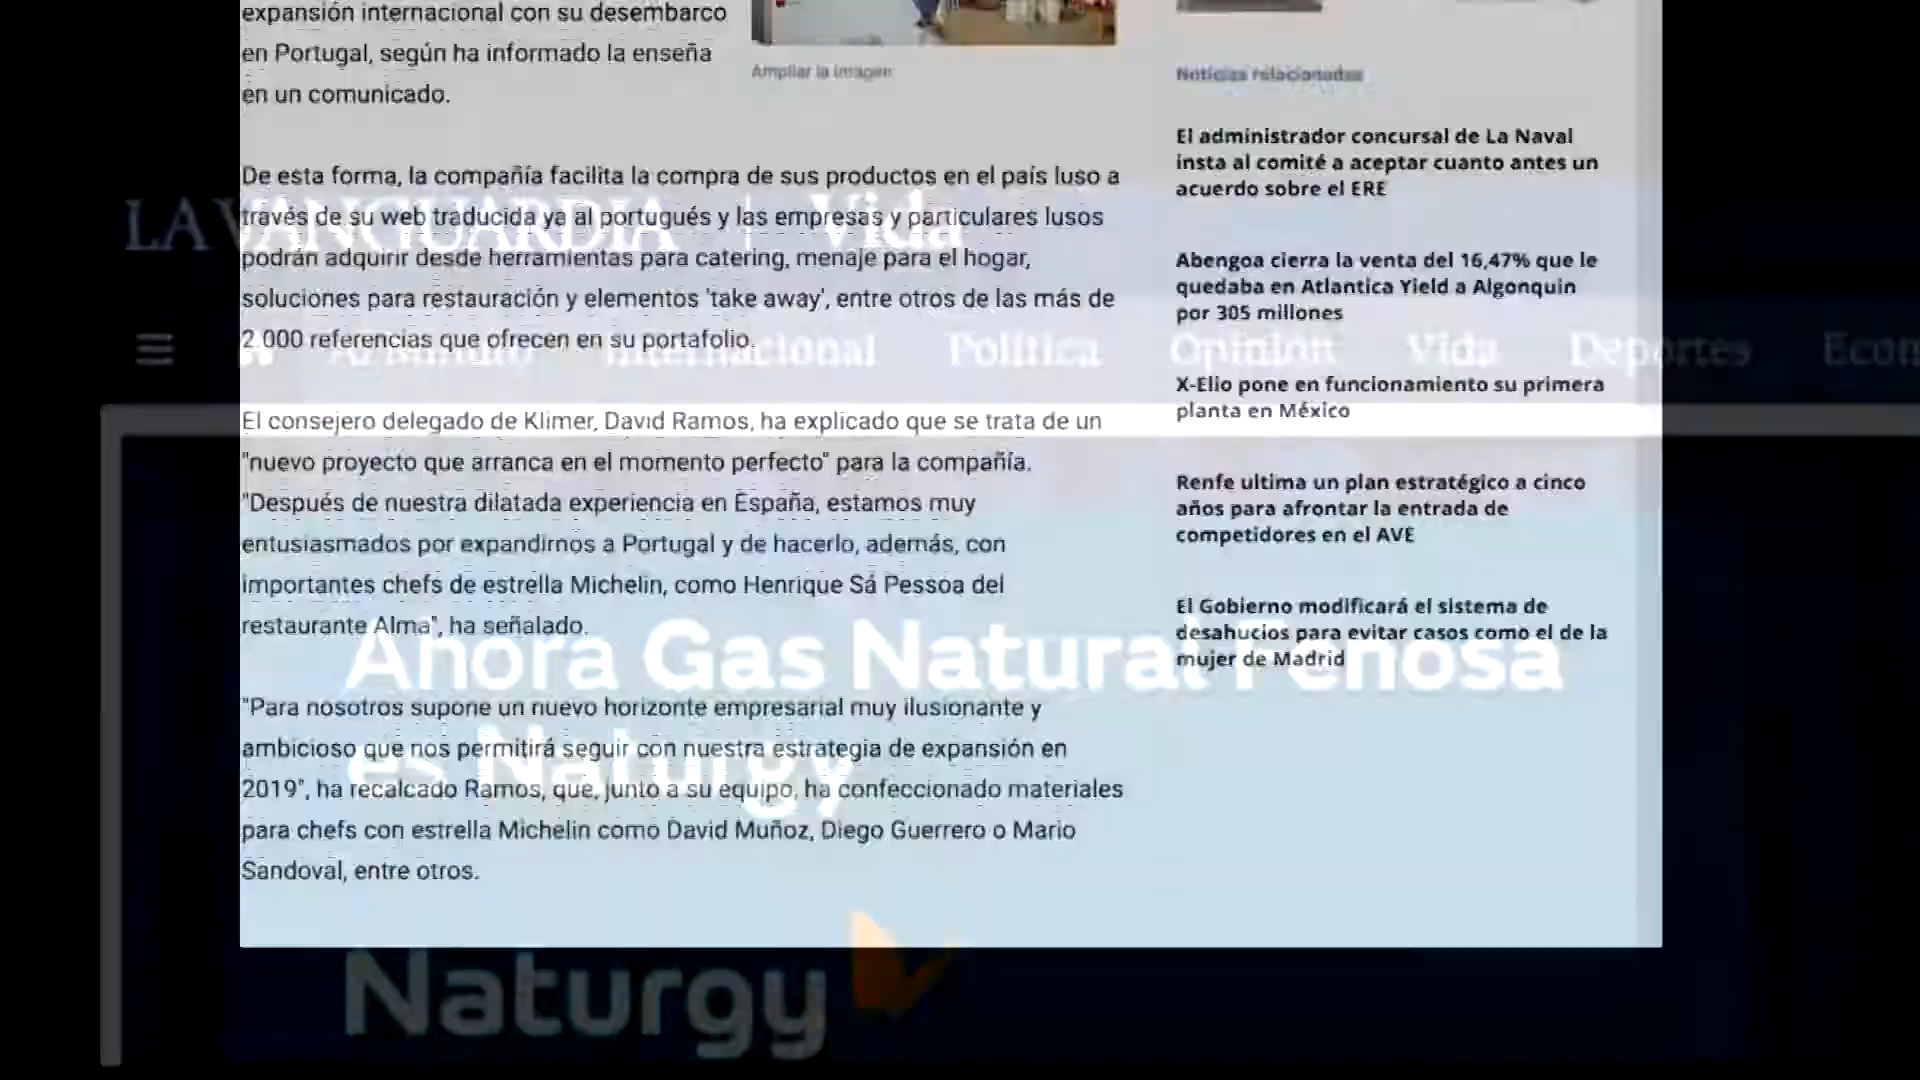 expansión internacional con su desembarco
en Portugal, según ha informado la enseña
en un comunicado.
Ampliar la imagen
De esta forma, la compañía facilita la compra de sus productos en el país luso a
través de su web traducida ya al portugués y las empresas y particulares lusos
podrán adquirir desde herramientas para catering, menaje para el hogar,
soluciones para restauración y elementos 'take away', entre otros de las más de
2.000 referencias que ofrecen en su portafolio.
El consejero delegado de Klimer, David Ramos, ha explicado que se trata de un
"nuevo proyecto que arranca en el momento perfecto" para la compañía.
"Después de nuestra dilatada experiencia en España, estamos muy
entusiasmados por expandirnos a Portugal y de hacerlo, además, con
importantes chefs de estrella Michelin, como Henrique Sá Pessoa del
restaurante Alma", ha señalado.
"Para nosotros supone un nuevo horizonte empresarial muy ilusionante y
ambicioso que nos permitirá seguir con nuestra estrategia de expansión en
2019", ha recalcado Ramos, que, junto a su equipo, ha confeccionado materiales
para chefs con estrella Michelin como David Muñoz, Diego Guerrero o Mario
Sandoval, entre otros.
Noticias relacionadas
El administrador concursal de La Naval
insta al comité a aceptar cuanto antes un
acuerdo sobre el ERE
Abengoa cierra la venta del 16,47% que le
quedaba en Atlantica Yield a Algonquin
por 305 millones
X-Elio pone en funcionamiento su primera
planta en México
Renfe ultima un plan estratégico a cinco
años para afrontar la entrada de
competidores en el AVE
El Gobierno modificará el sistema de
desahucios para evitar casos como el de la
mujer de Madrid
LA VANGUARDIA | Vida
Internacional Política Opinión Vida Deportes
Ahora Gas Natural Fenosa
es Naturgy
Naturgy